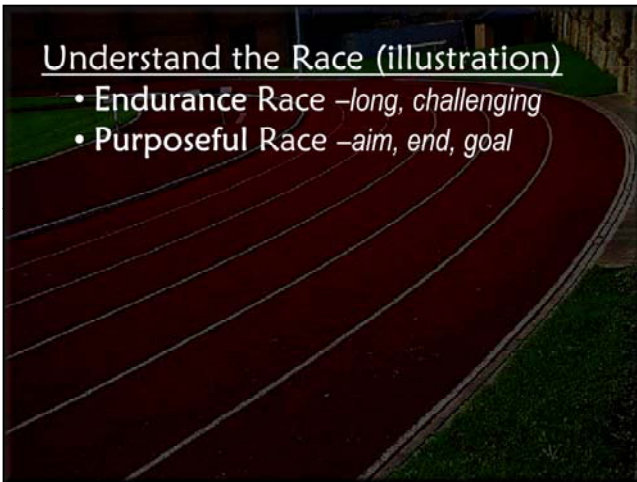 Understand the Race (illustration)
• Endurance Race –long, challenging
• Purposeful Race –aim, end, goal